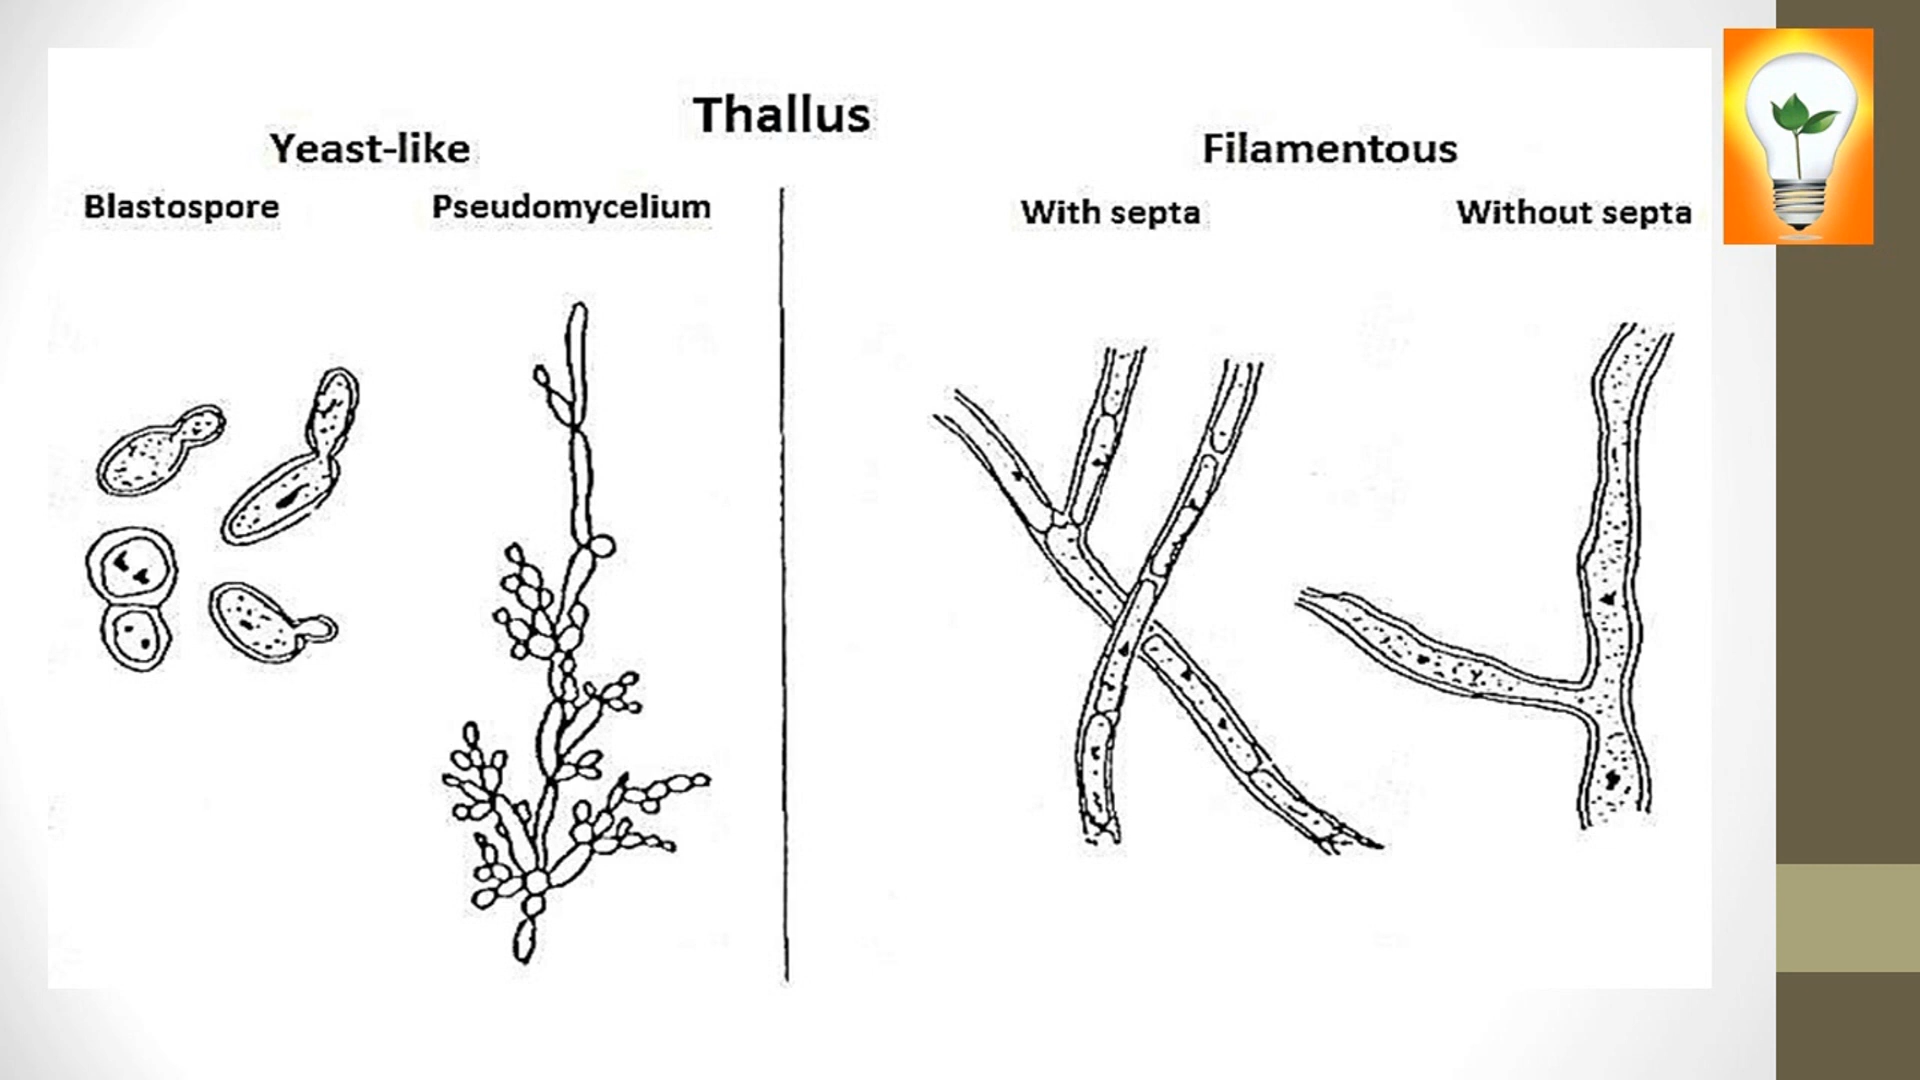 Thallus
Yeast-like
Filamentous
Blastospore
Pseudomycelium
With septa
Without septa